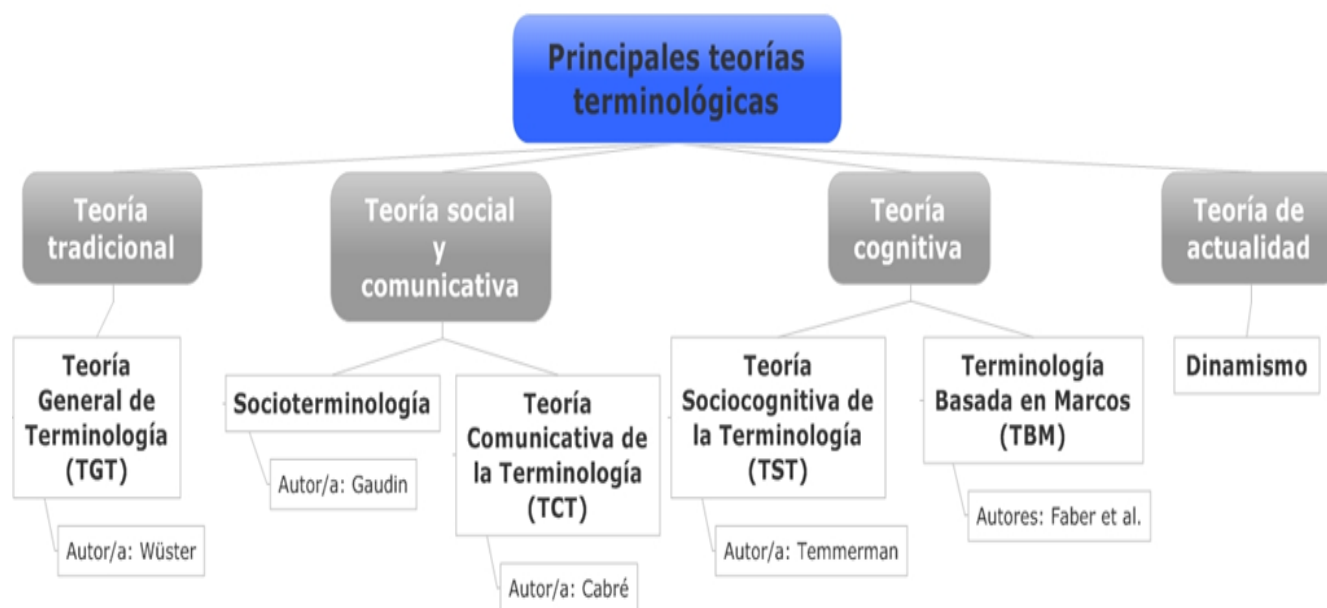 Principales teorías
terminológicas
Teoría
tradicional
Teoría social
y
comunicativa
Teoría
cognitiva
Teoría de
actualidad
Teoría
General de
Terminología
(TGT)
Autor/a: Wüster
Socioterminología
Autor/a: Gaudin
Teoría
Comunicativa de
la Terminología
(TCT)
Autor/a: Cabré
Teoría
Sociocognitiva de
la Terminología
(TST)
Autor/a: Temmerman
Terminología
Basada en Marcos
(TBM)
Autores: Faber et al.
Dinamismo